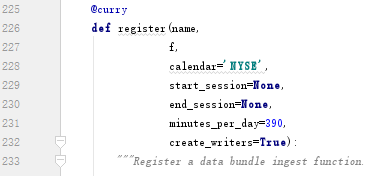 225 @curry
226 def register(name,
227 f,
228 calendar='NYSE',
229 start_session=None,
230 end_session=None,
231 minutes_per_day=390,
232 create_writers=True):
233 """Register a data bundle ingest function.